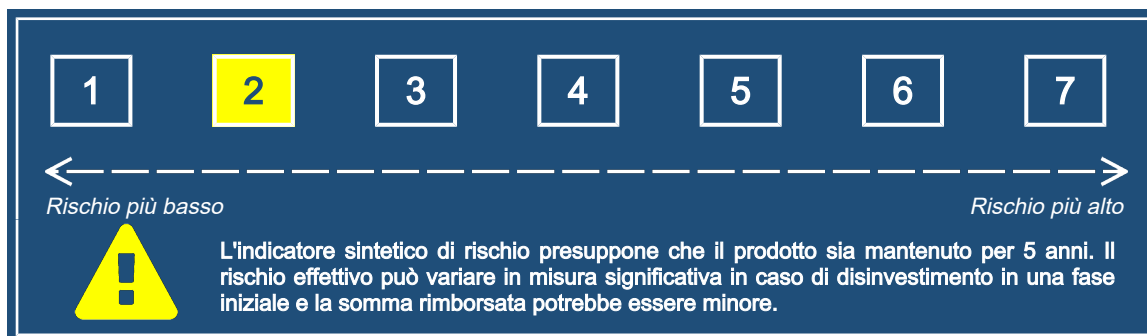 1 2 3 4 5 6 7
Rischio più basso Rischio più alto
L'indicatore sintetico di rischio presuppone che il prodotto sia mantenuto per 5 anni. Il
rischio effettivo può variare in misura significativa in caso di disinvestimento in una fase
iniziale e la somma rimborsata potrebbe essere minore.